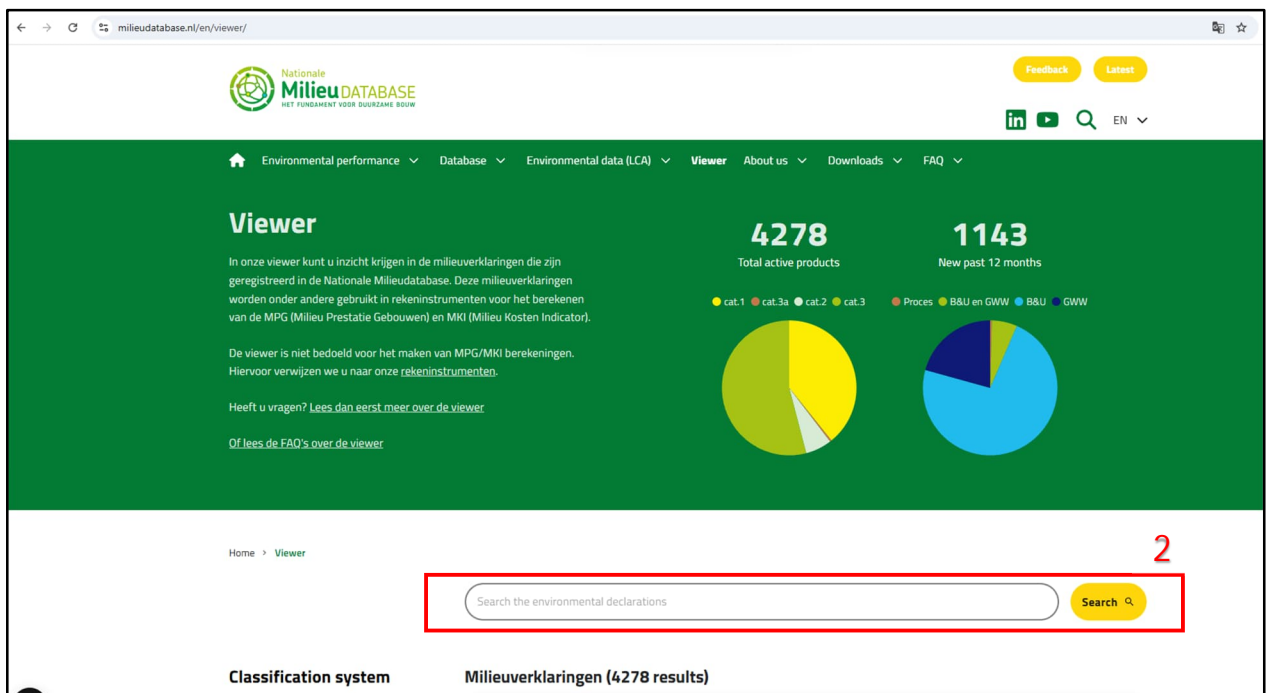 milieudatabase.nl/en/viewer/
Nationale
Milieu DATABASE
HET FUNDAMENT VOOR DUURZAME BOUW
Feedback
Latest
in
EN
Environmental performance
Database
Environmental data (LCA)
Viewer
About us
Downloads
FAQ
Viewer
In onze viewer kunt u inzicht krijgen in de milieuverklaringen die zijn
geregistreerd in de Nationale Milieudatabase. Deze milieuverklaringen
worden onder andere gebruikt in rekeninstrumenten voor het berekenen
van de MPG (Milieu Prestatie Gebouwen) en MKI (Milieu Kosten Indicator).
De viewer is niet bedoeld voor het maken van MPG/MKI berekeningen.
Hiervoor verwijzen we u naar onze rekeninstrumenten.
Heeft u vragen? Lees dan eerst meer over de viewer
Of lees de FAQ's over de viewer
4278
Total active products
cat.1 cat.3a cat.2 cat.3
1143
New past 12 months
Proces B&U en GWW B&U GWW
Home > Viewer
2
Search the environmental declarations
Search
Classification system
Milieuverklaringen (4278 results)